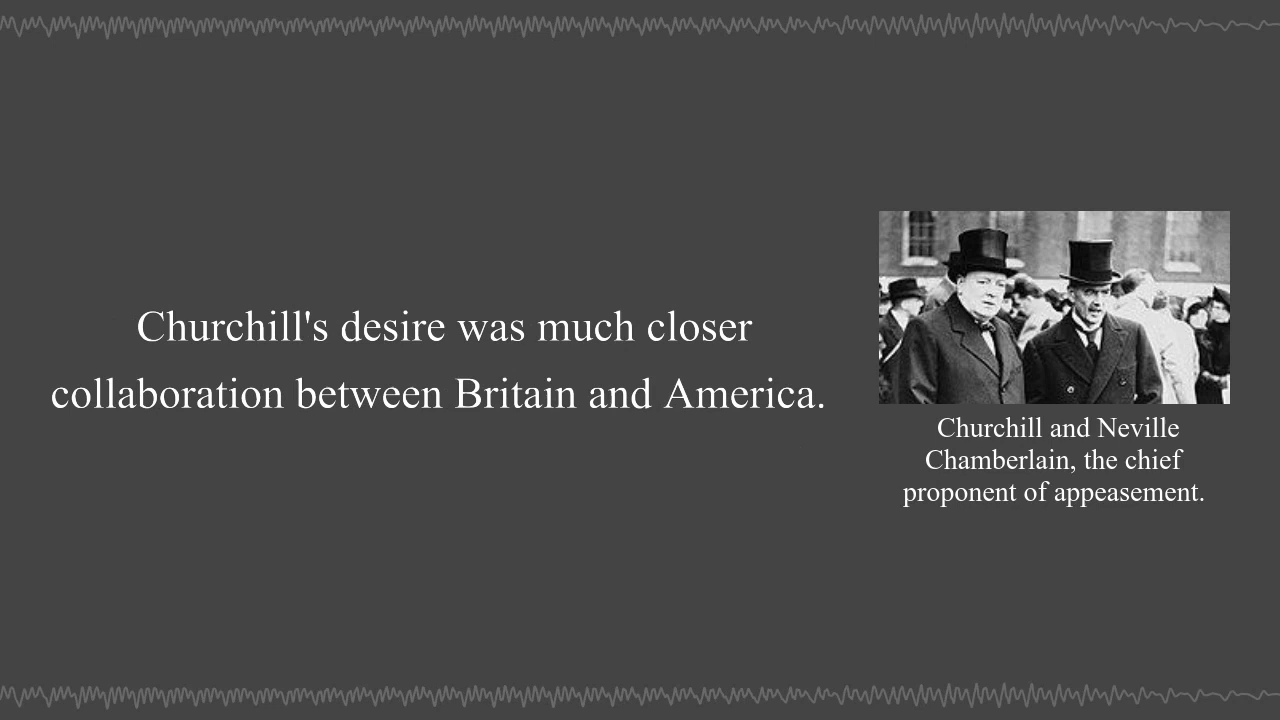 Churchill's desire was much closer
collaboration between Britain and America.
Churchill and Neville
Chamberlain, the chief
proponent of appeasement.